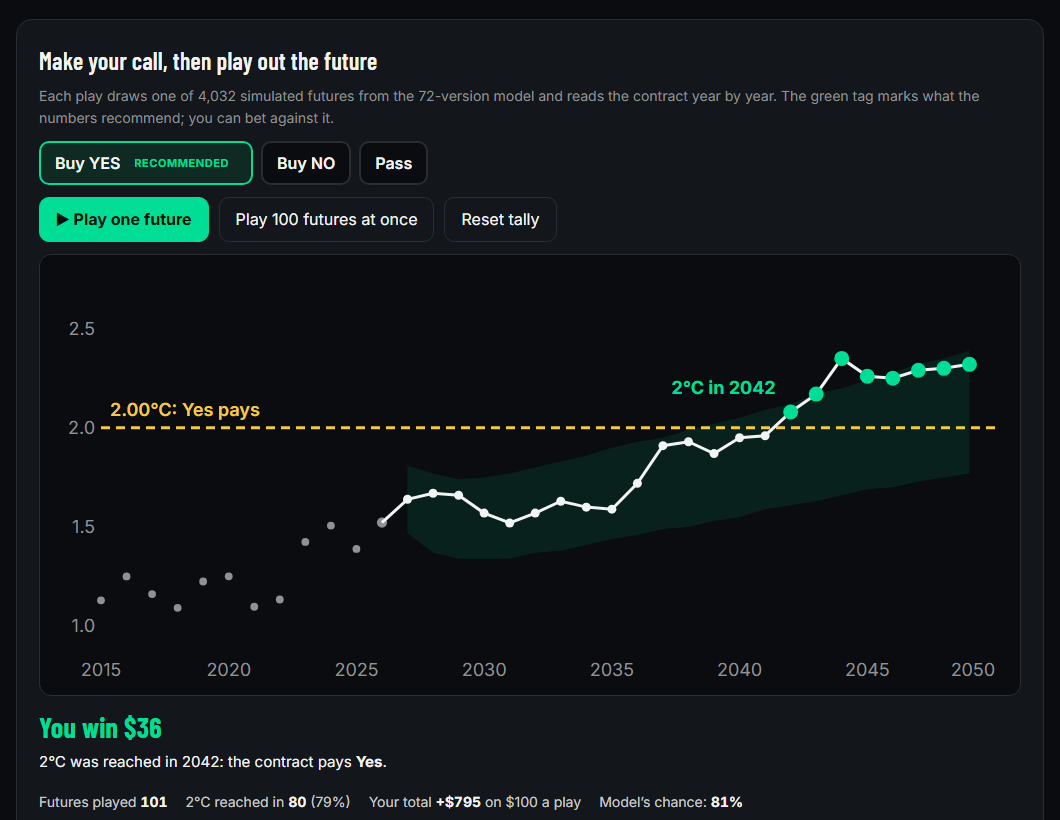 Make your call, then play out the future
Each play draws one of 4,032 simulated futures from the 72-version model and reads the contract year by year. The green tag marks what the
numbers recommend; you can bet against it.
Buy YES RECOMMENDED Buy NO Pass
▶ Play one future Play 100 futures at once Reset tally
2.5
2°C in 2042
2.00°C: Yes pays
2.0
1.5
1.0
2015 2020 2025 2030 2035 2040 2045 2050
You win $36
2°C was reached in 2042: the contract pays Yes.
Futures played 101 2°C reached in 80 (79%) Your total +$795 on $100 a play Model's chance: 81%